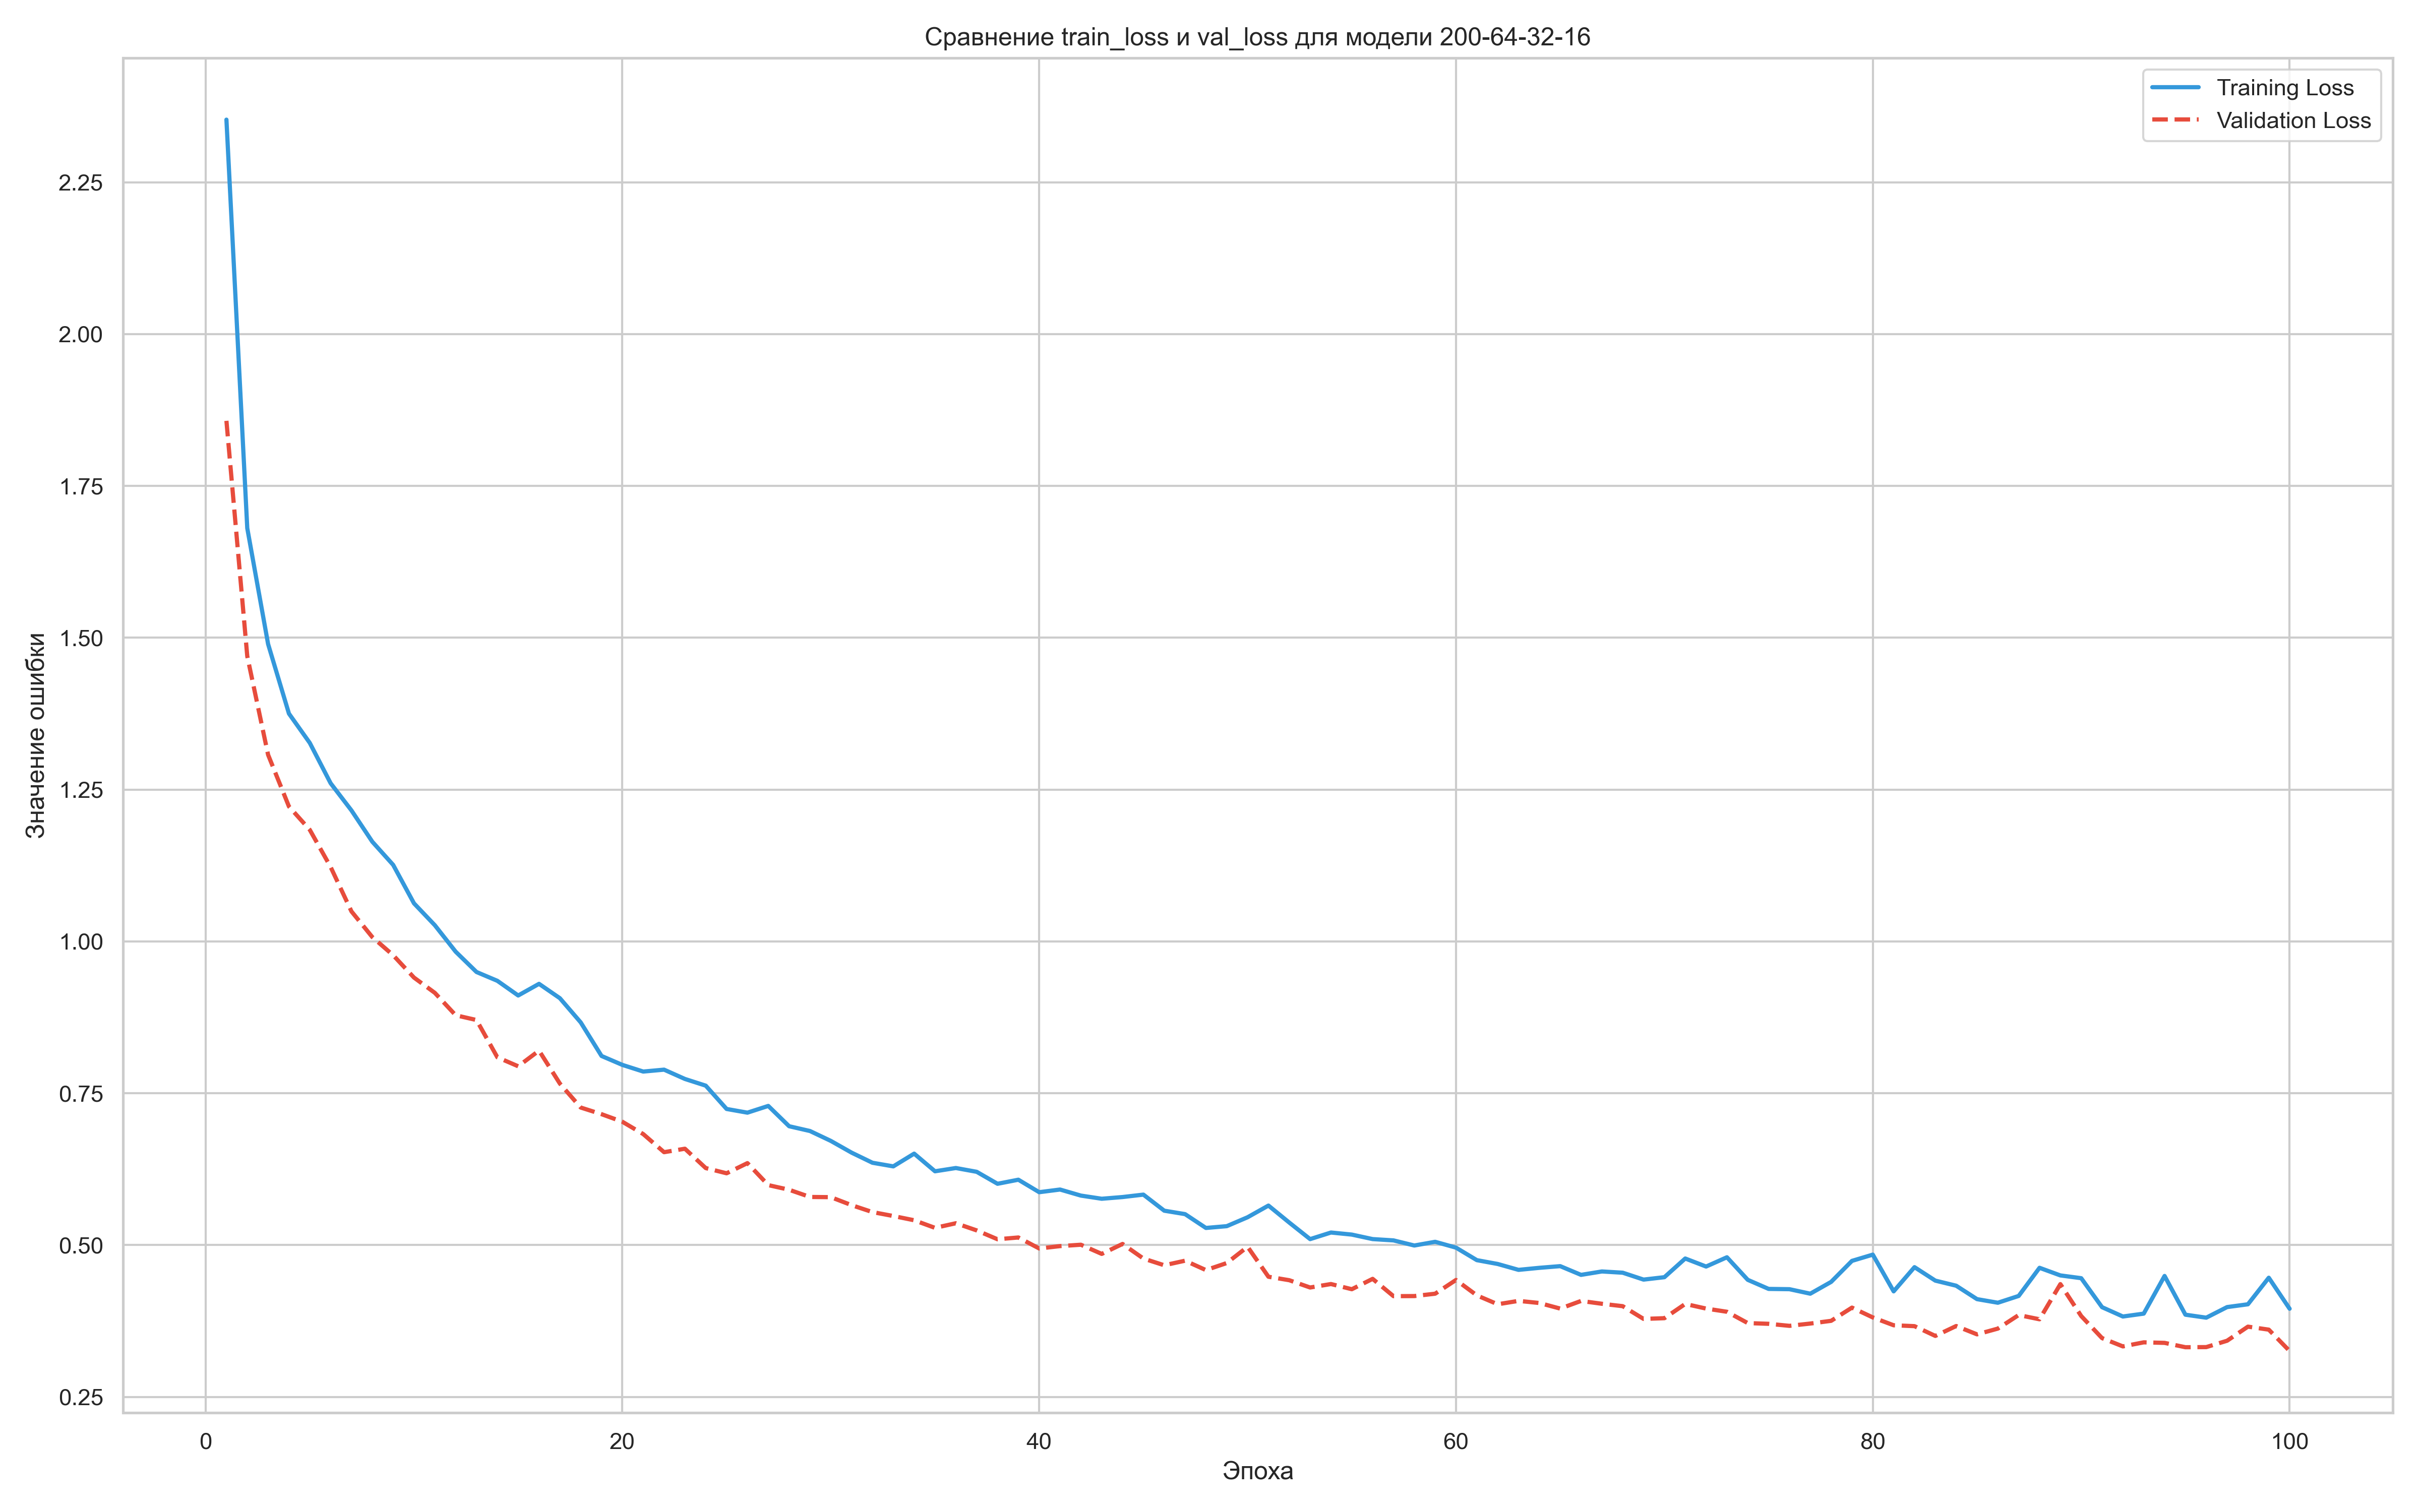 Сравнение train_loss и val_loss для модели 200-64-32-16
Training Loss
Validation Loss
Значение ошибки
2.25
2.00
1.75
1.50
1.25
1.00
0.75
0.50
0.25
0 20 40 60 80 100
Эпоха